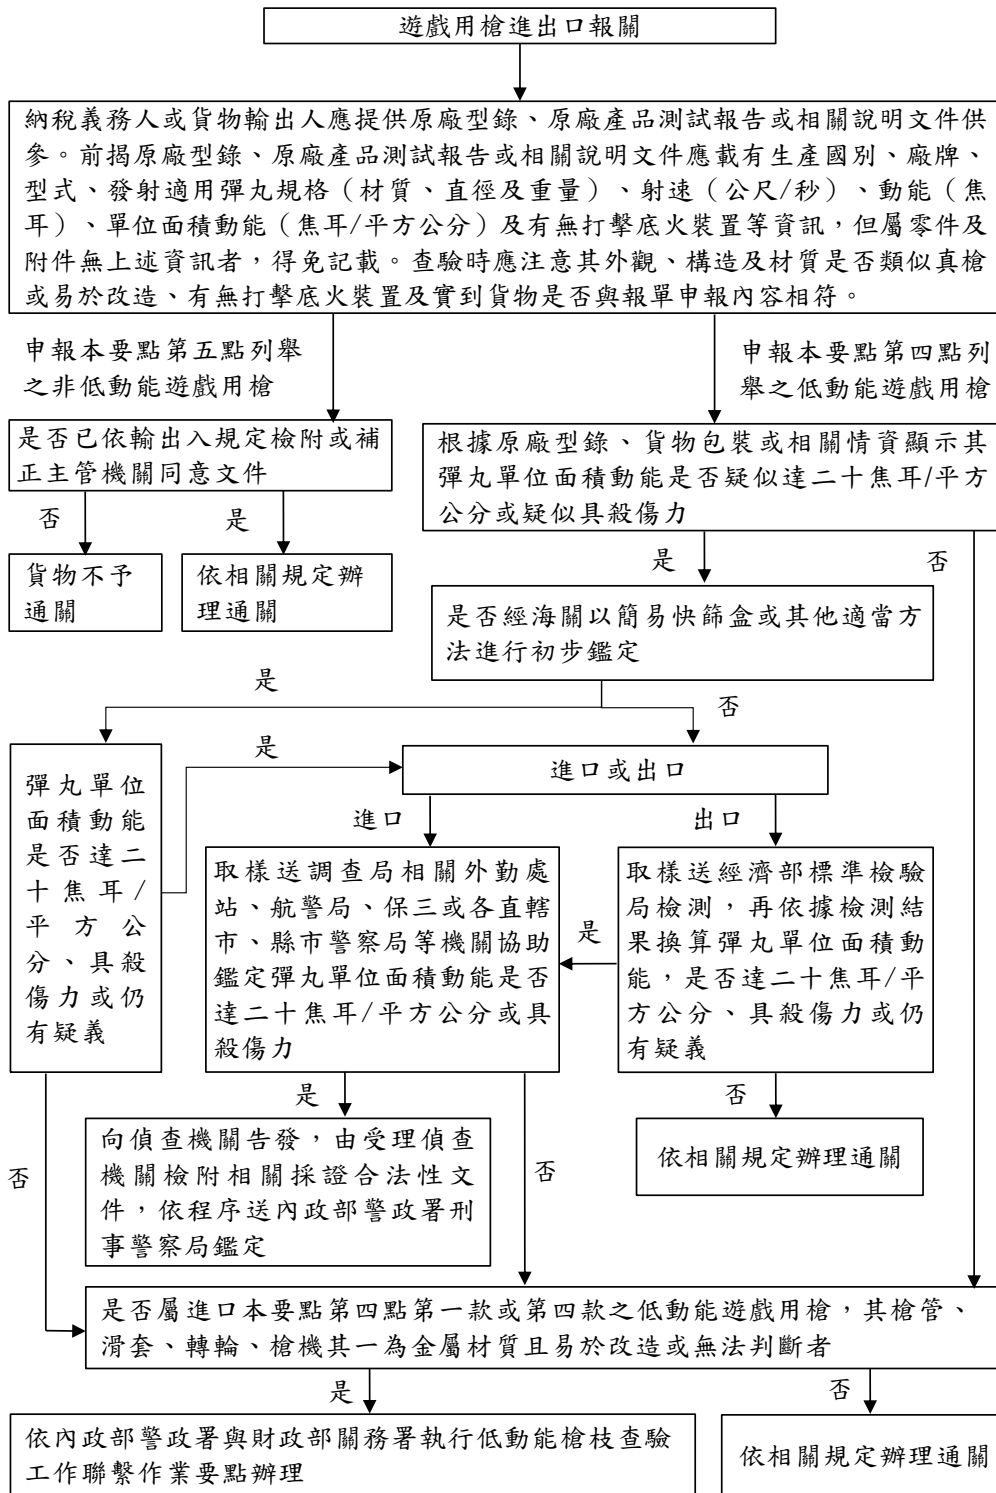 遊戲用槍進出口報關
納稅義務人或貨物輸出人應提供原廠型錄、原廠產品測試報告或相關說明文件供
參。前揭原廠型錄、原廠產品測試報告或相關說明文件應載有生產國別、廠牌、
型式、發射適用彈丸規格（材質、直徑及重量）、射速（公尺/秒）、動能（焦
耳）、單位面積動能（焦耳/平方公分）及有無打擊底火裝置等資訊，但屬零件及
附件無上述資訊者，得免記載。查驗時應注意其外觀、構造及材質是否類似真槍
或易於改造、有無打擊底火裝置及實到貨物是否與報單申報內容相符。
申報本要點第五點列舉
之非低動能遊戲用槍
申報本要點第四點列
舉之低動能遊戲用槍
是否已依輸出入規定檢附或補
正主管機關同意文件
根據原廠型錄、貨物包裝或相關情資顯示其
彈丸單位面積動能是否疑似達二十焦耳/平方
公分或疑似具殺傷力
否
是
貨物不予
通關
依相關規定辦
理通關
是
否
是否經海關以簡易快篩盒或其他適當方
法進行初步鑑定
是
否
彈丸單位
面積動能
是否達二
十焦耳/
平方公
分、具殺
傷力或仍
有疑義
是
進口或出口
進口
出口
取樣送調查局相關外勤處
站、航警局、保三或各直轄
市、縣市警察局等機關協助
鑑定彈丸單位面積動能是否
達二十焦耳/平方公分或具
殺傷力
是
取樣送經濟部標準檢驗
局檢測，再依據檢測結
果換算彈丸單位面積動
能，是否達二十焦耳/平
方公分、具殺傷力或仍
有疑義
是
否
向偵查機關告發，由受理偵查
機關檢附相關採證合法性文
件，依程序送內政部警政署刑
事警察局鑑定
依相關規定辦理通關
否
否
是否屬進口本要點第四點第一款或第四款之低動能遊戲用槍，其槍管、
滑套、轉輪、槍機其一為金屬材質且易於改造或無法判斷者
是
否
依內政部警政署與財政部關務署執行低動能槍枝查驗
工作聯繫作業要點辦理
依相關規定辦理通關